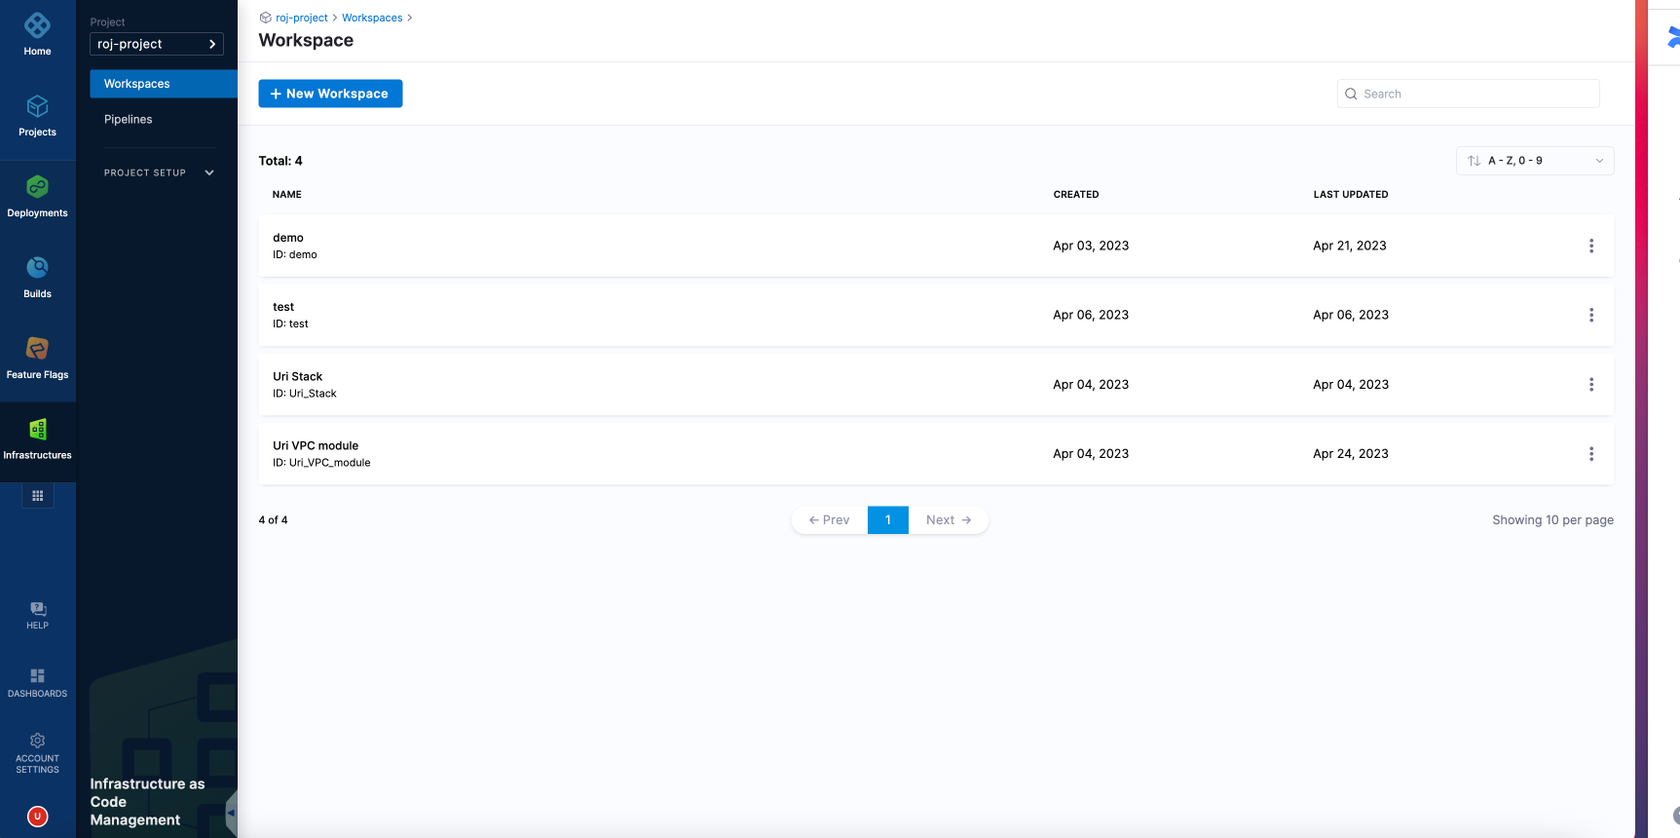 Home
Projects
Deployments
Builds
Feature Flags
Infrastructures
HELP
DASHBOARDS
ACCOUNT
SETTINGS
U
Project
roj-project
Workspaces
Pipelines
PROJECT SETUP
Infrastructure as
Code
Management
roj-project > Workspaces >
Workspace
+ New Workspace
Search
Total: 4
A - Z, 0 - 9
NAME CREATED LAST UPDATED
demo
ID: demo
Apr 03, 2023 Apr 21, 2023
test
ID: test
Apr 06, 2023 Apr 06, 2023
Uri Stack
ID: Uri_Stack
Apr 04, 2023 Apr 04, 2023
Uri VPC module
ID: Uri_VPC_module
Apr 04, 2023 Apr 24, 2023
4 of 4
← Prev 1 Next →
Showing 10 per page